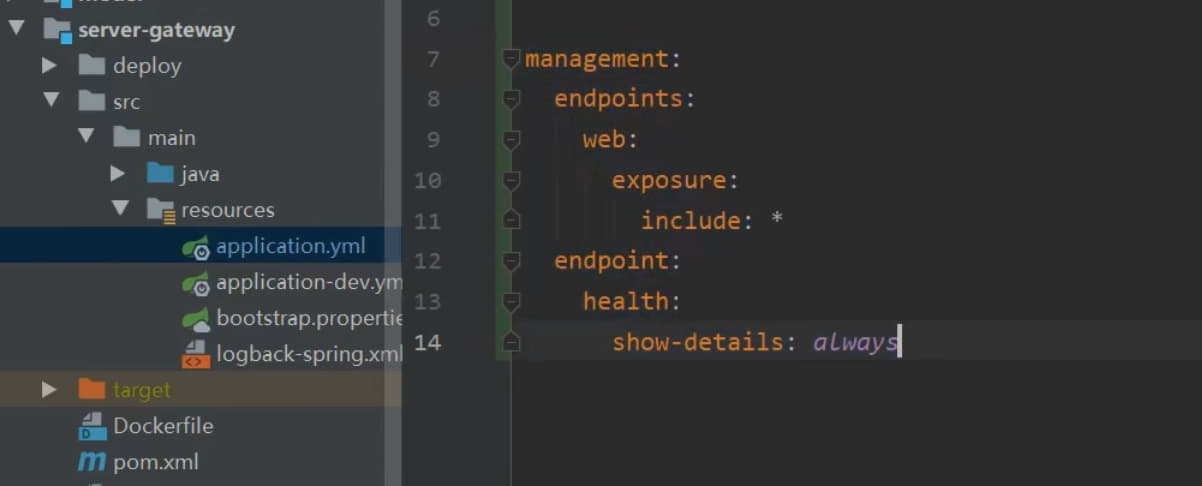 server-gateway
deploy
src
main
java
resources
application.yml
application-dev.ym
bootstrap.propertie
logback-spring.xml
target
Dockerfile
pom.xml
6
7 management:
8 endpoints:
9 web:
10 exposure:
11 include: *
12 endpoint:
13 health:
14 show-details: always